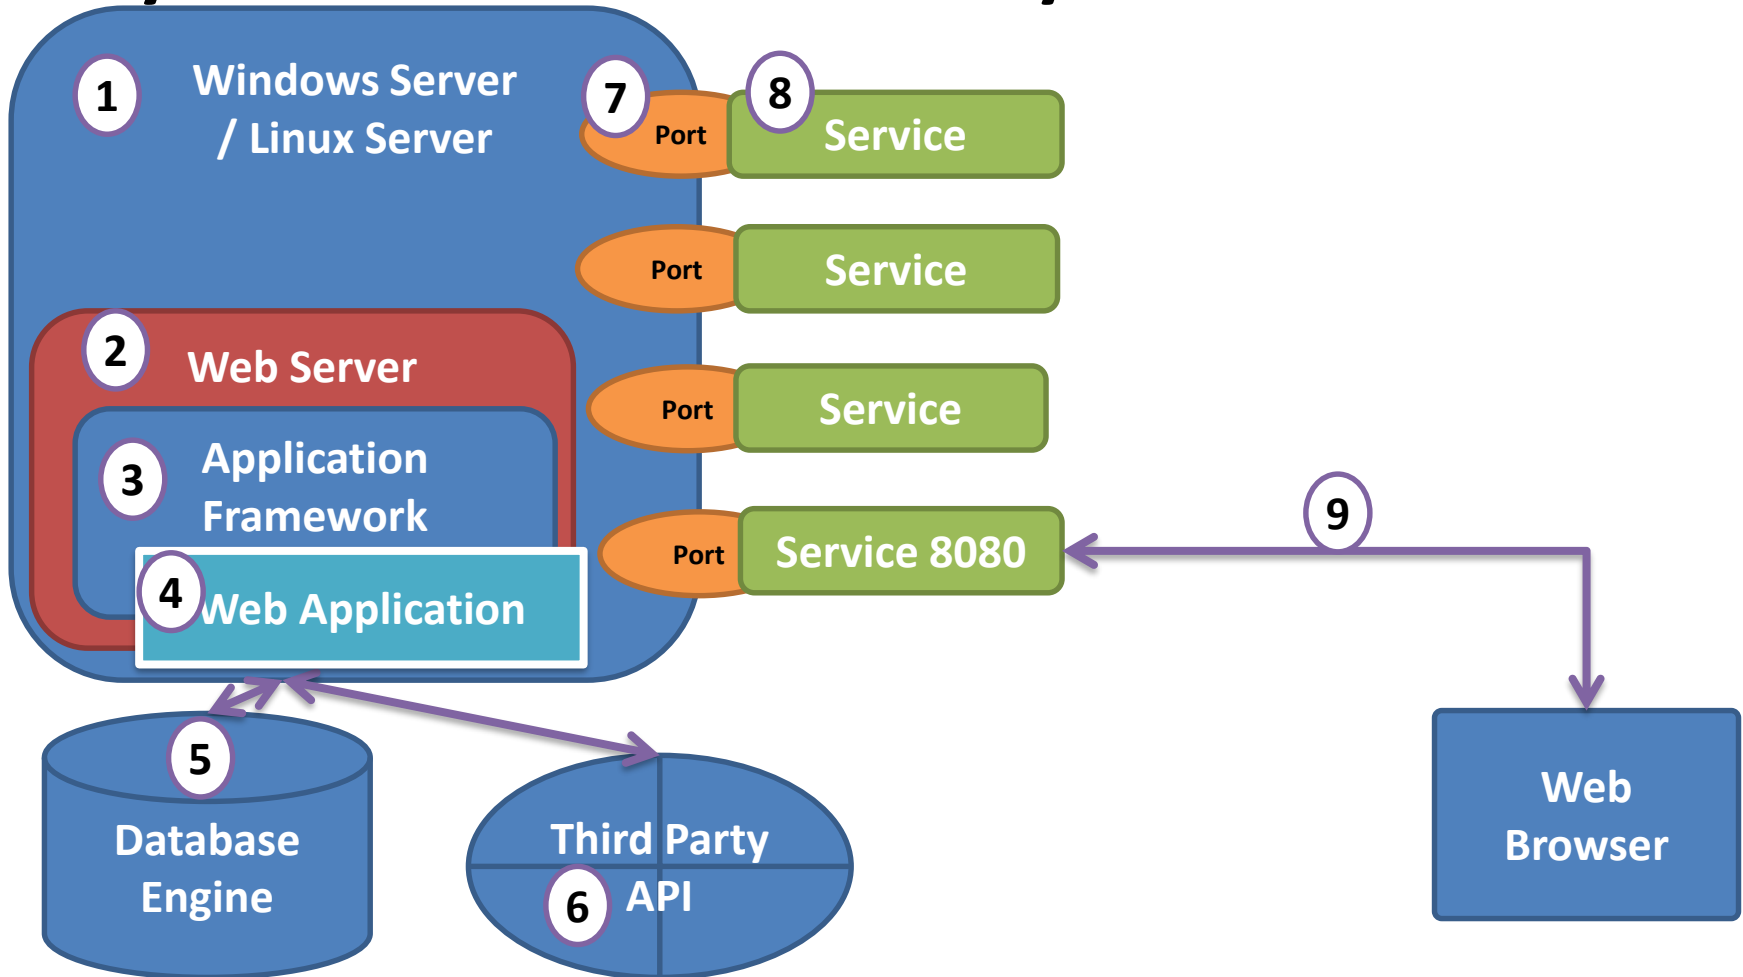 1
Windows Server
/ Linux Server
7
Port
8
Service
Port
Service
2
Web Server
Port
Service
3
Application
Framework
Port
Service 8080
9
4
Web Application
5
Database
Engine
Third Party
6
API
Web
Browser